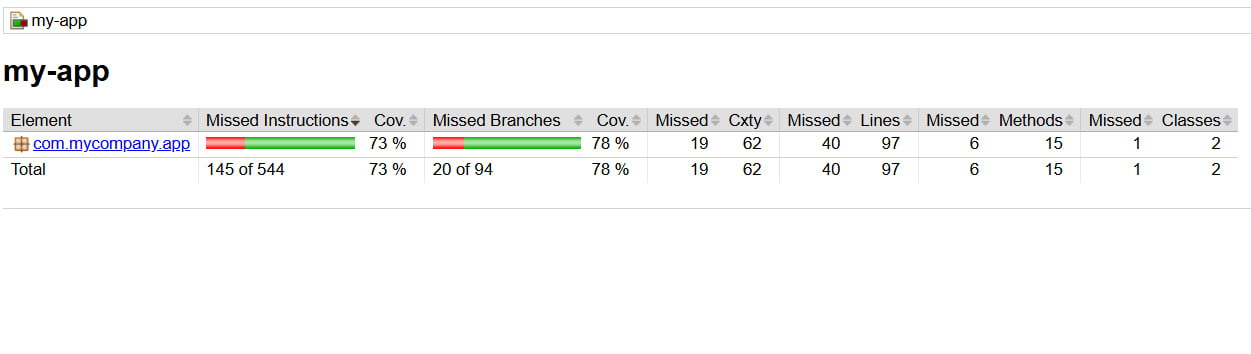 my-app
my-app
Element Missed Instructions Cov. Missed Branches Cov. Missed Cxty Missed Lines Missed Methods Missed Classes
com.mycompany.app 73 % 78 % 19 62 40 97 6 15 1 2
Total 145 of 544 73 % 20 of 94 78 % 19 62 40 97 6 15 1 2